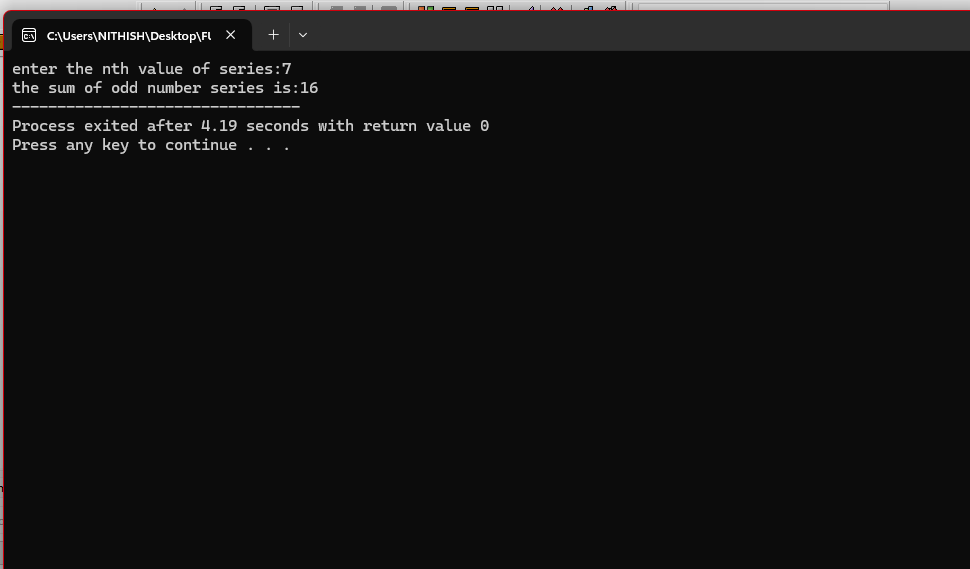 C:\Users\NITHISH\Desktop\Fl
enter the nth value of series:7
the sum of odd number series is:16
--------------------------------
Process exited after 4.19 seconds with return value 0
Press any key to continue . . .